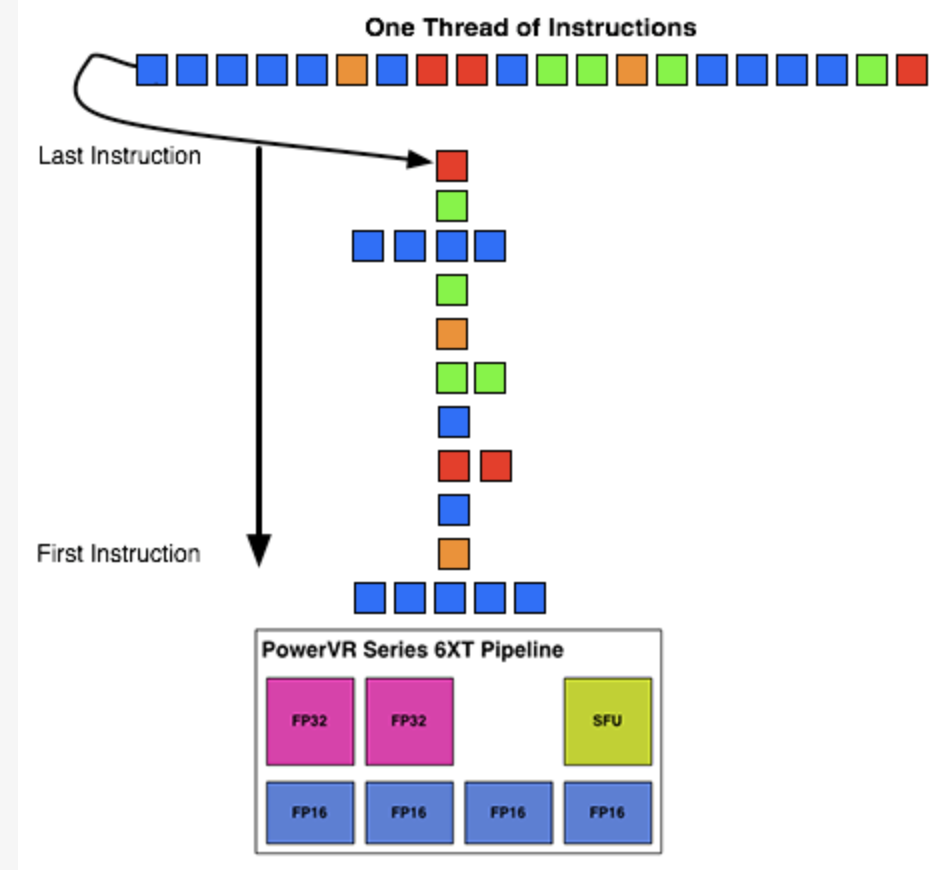 One Thread of Instructions
Last Instruction
First Instruction
PowerVR Series 6XT Pipeline
FP32 FP32 SFU
FP16 FP16 FP16 FP16